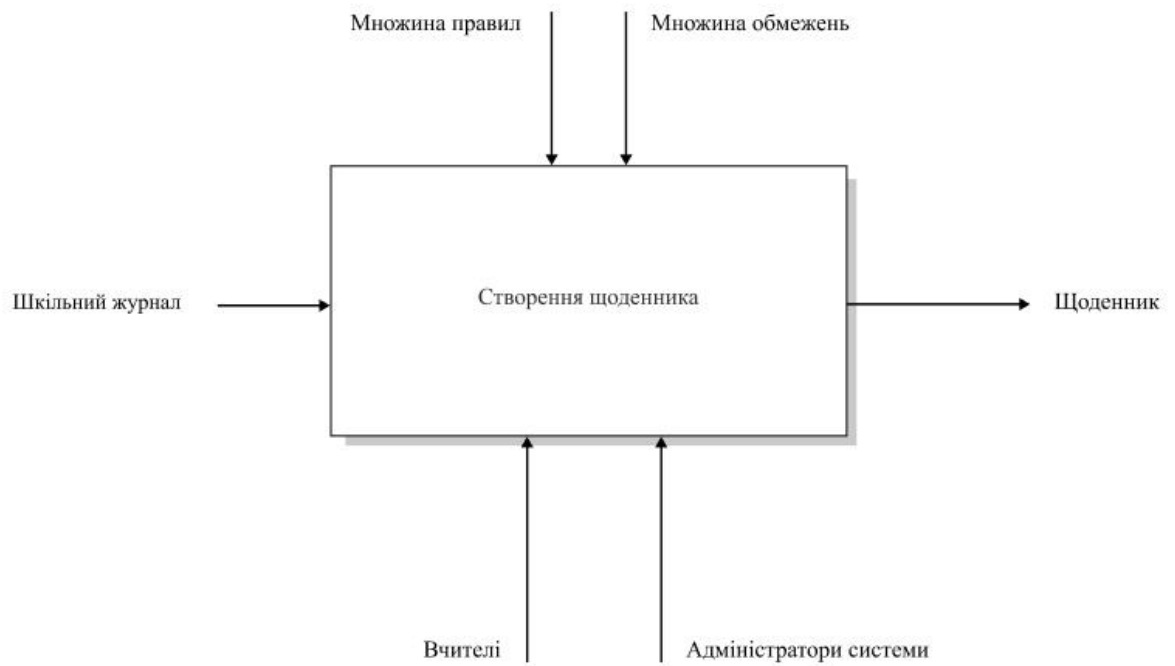 Множина правил
Множина обмежень
Шкільний журнал
Створення щоденника
Щоденник
Вчителі
Адміністратори системи